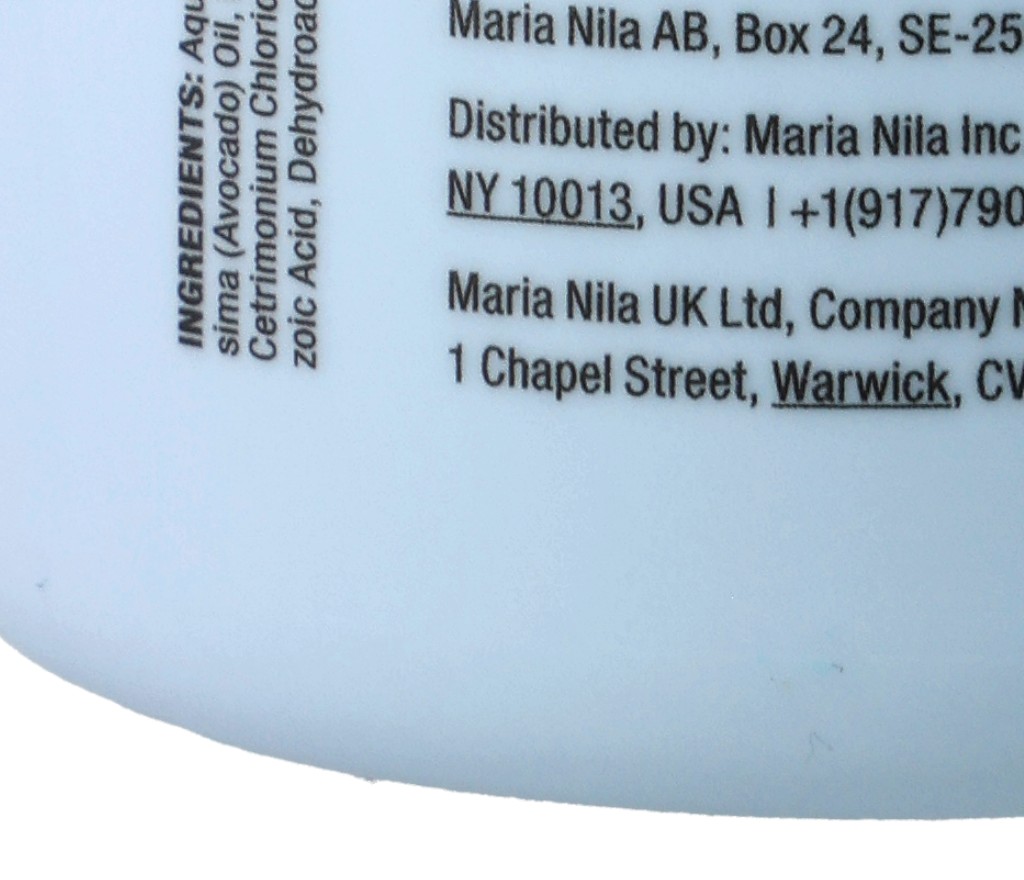 INGREDIENTS: Aqu
sima (Avocado) Oil,
Cetrimonium Chloric
zoic Acid, Dehydroac
Maria Nila AB, Box 24, SE-25
Distributed by: Maria Nila Inc
NY 10013, USA | +1(917)790
Maria Nila UK Ltd, Company N
1 Chapel Street, Warwick, CV